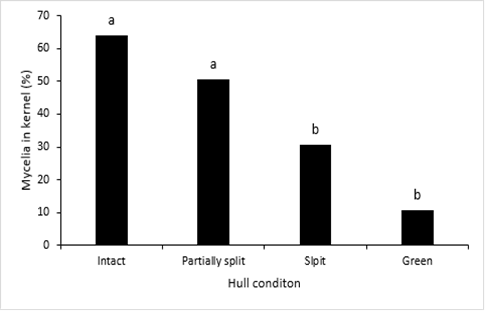 70
60
50
40
30
20
10
0
Mycelia in kernel (%)
a
a
b
b
Intact
Partially split
Slpit
Green
Hull conditon